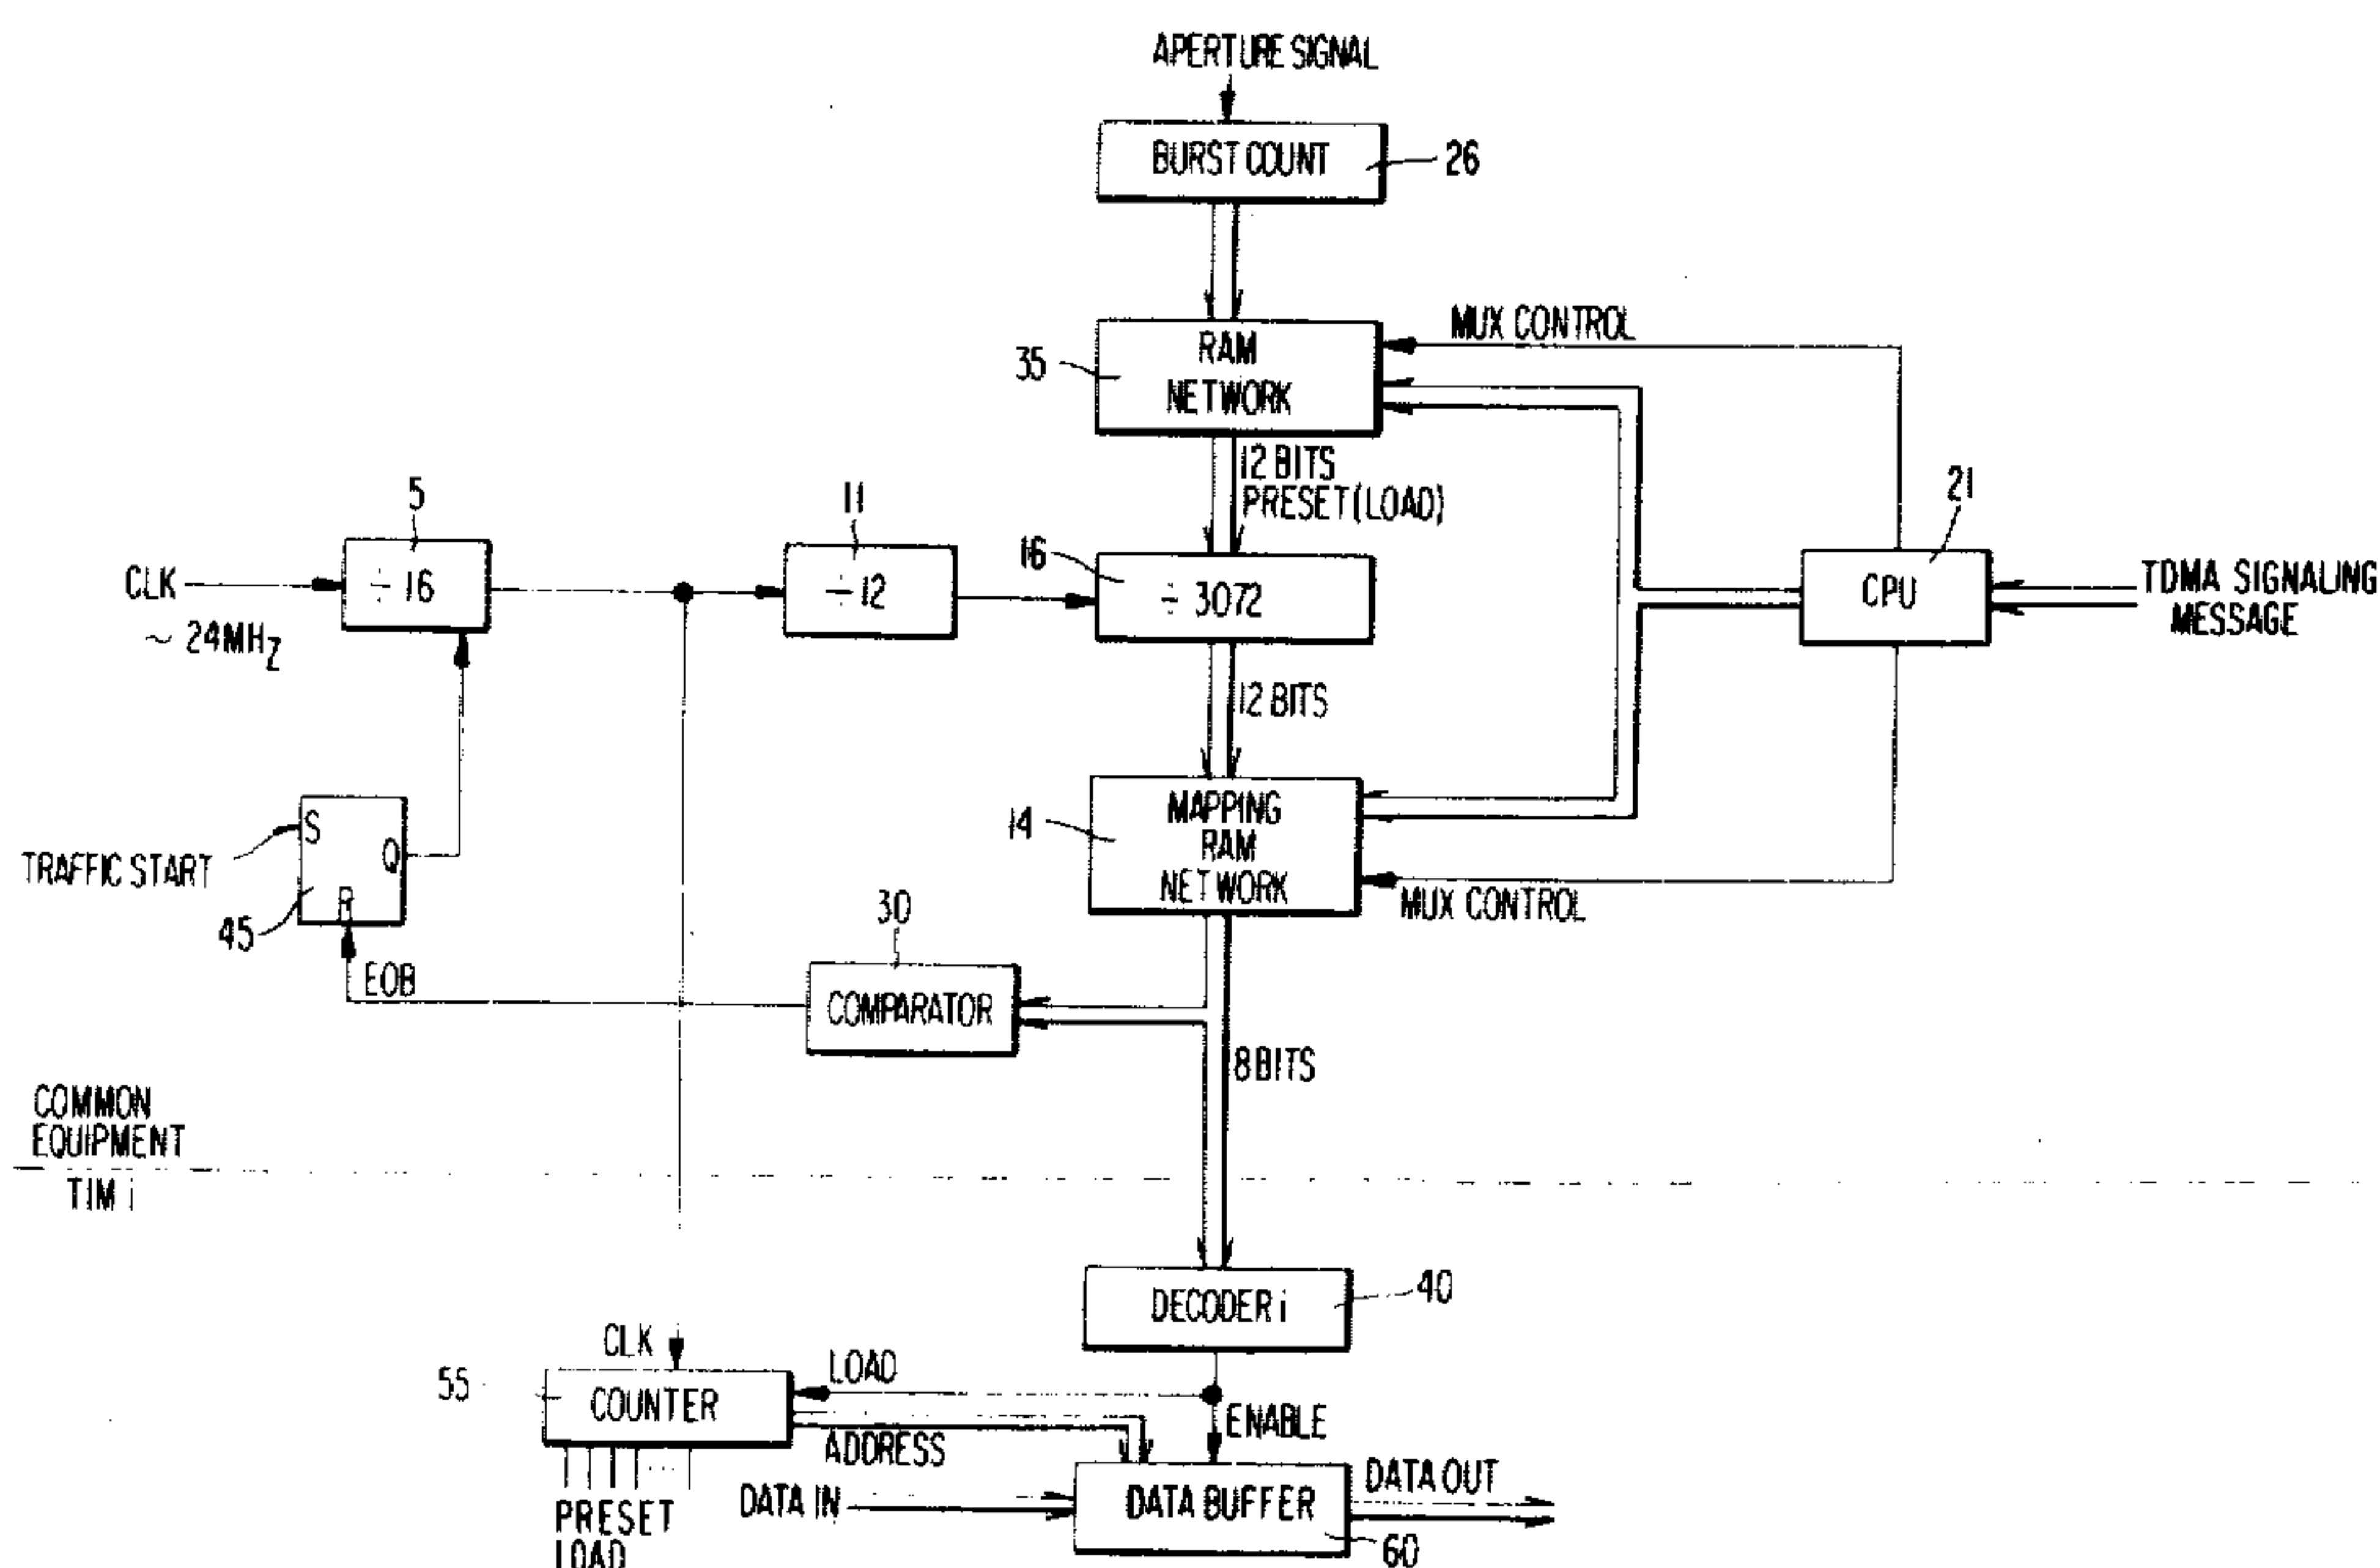 APERTURE SIGNAL
BURST COUNT
26
MUX CONTROL
35
RAM
NETWORK
12 BITS
PRESET (LOAD)
5
11
16
21
CLK
÷ 16
÷ 12
÷ 3072
CPU
TDMA SIGNALING
MESSAGE
~ 24 MHZ
12 BITS
S
Q
R
TRAFFIC START
45
14
MAPPING
RAM
NETWORK
MUX CONTROL
30
EOB
COMPARATOR
8 BITS
COMMON
EQUIPMENT
TIM i
DECODER i
40
CLK
55
COUNTER
LOAD
ENABLE
ADDRESS
PRESET
LOAD
DATA IN
DATA BUFFER
DATA OUT
60